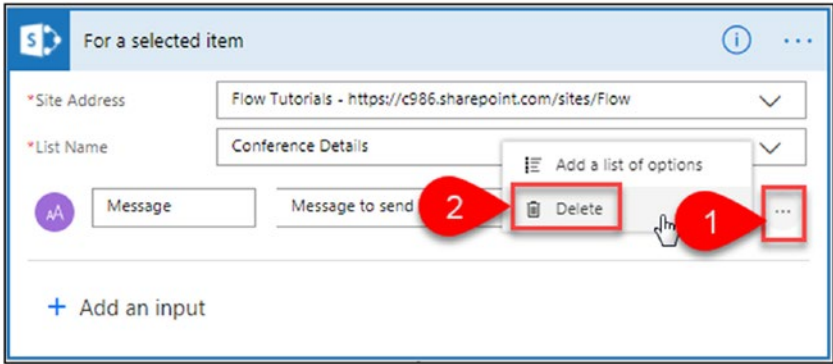 For a selected item
*Site Address
Flow Tutorials - https://c986.sharepoint.com/sites/Flow
*List Name
Conference Details
Add a list of options
AA Message
Message to send
2
Delete
1
+ Add an input